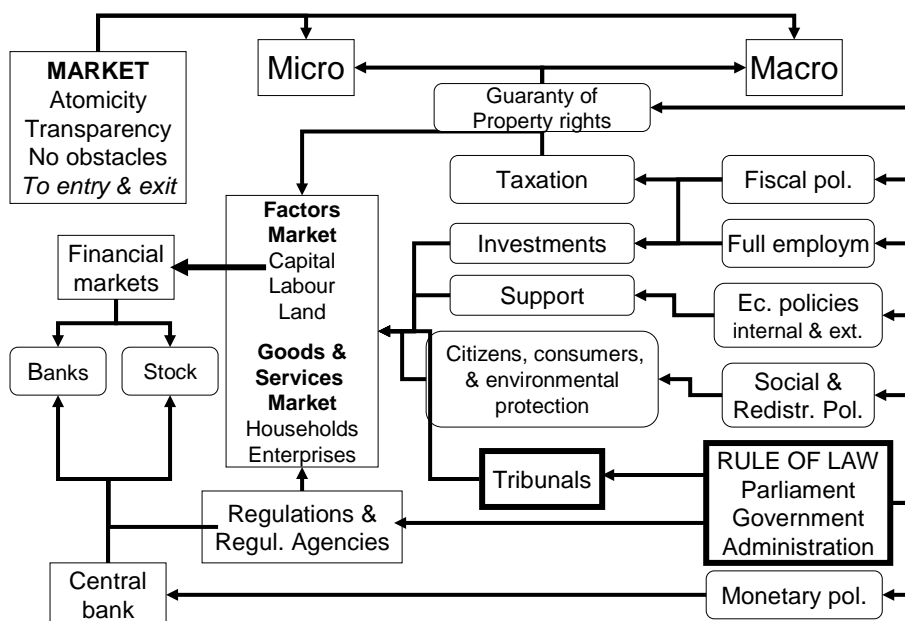 MARKET
Atomicity
Transparency
No obstacles
To entry & exit
Micro
Macro
Guaranty of
Property rights
Taxation
Fiscal pol.
Factors
Market
Capital
Labour
Land
Goods &
Services
Market
Households
Enterprises
Investments
Full employm
Financial
markets
Support
Ec. policies
internal & ext.
Banks
Stock
Citizens, consumers,
& environmental
protection
Social &
Redistr. Pol.
Tribunals
RULE OF LAW
Parliament
Government
Administration
Regulations &
Regul. Agencies
Central
bank
Monetary pol.